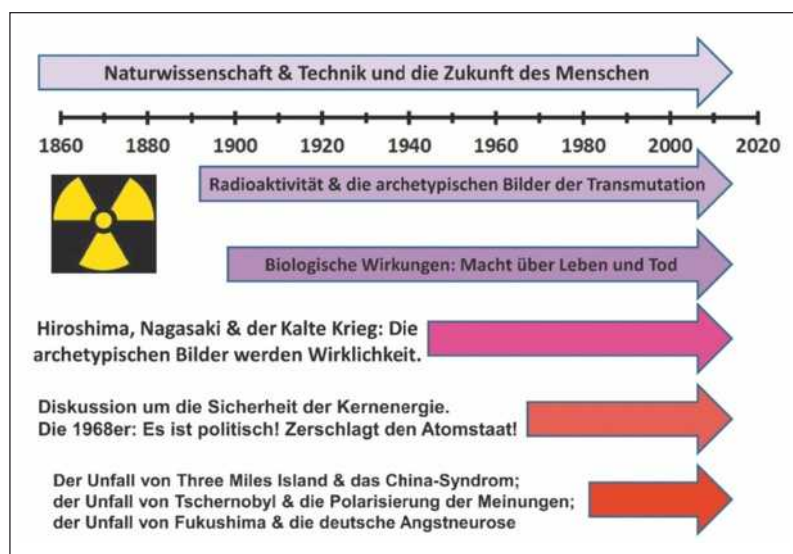 Naturwissenschaft & Technik und die Zukunft des Menschen
1860 1880 1900 1920 1940 1960 1980 2000 2020
Radioaktivität & die archetypischen Bilder der Transmutation
Biologische Wirkungen: Macht über Leben und Tod
Hiroshima, Nagasaki & der Kalte Krieg: Die
archetypischen Bilder werden Wirklichkeit.
Diskussion um die Sicherheit der Kernenergie.
Die 1968er: Es ist politisch! Zerschlagt den Atomstaat!
Der Unfall von Three Miles Island & das China-Syndrom;
der Unfall von Tschernobyl & die Polarisierung der Meinungen;
der Unfall von Fukushima & die deutsche Angstneurose